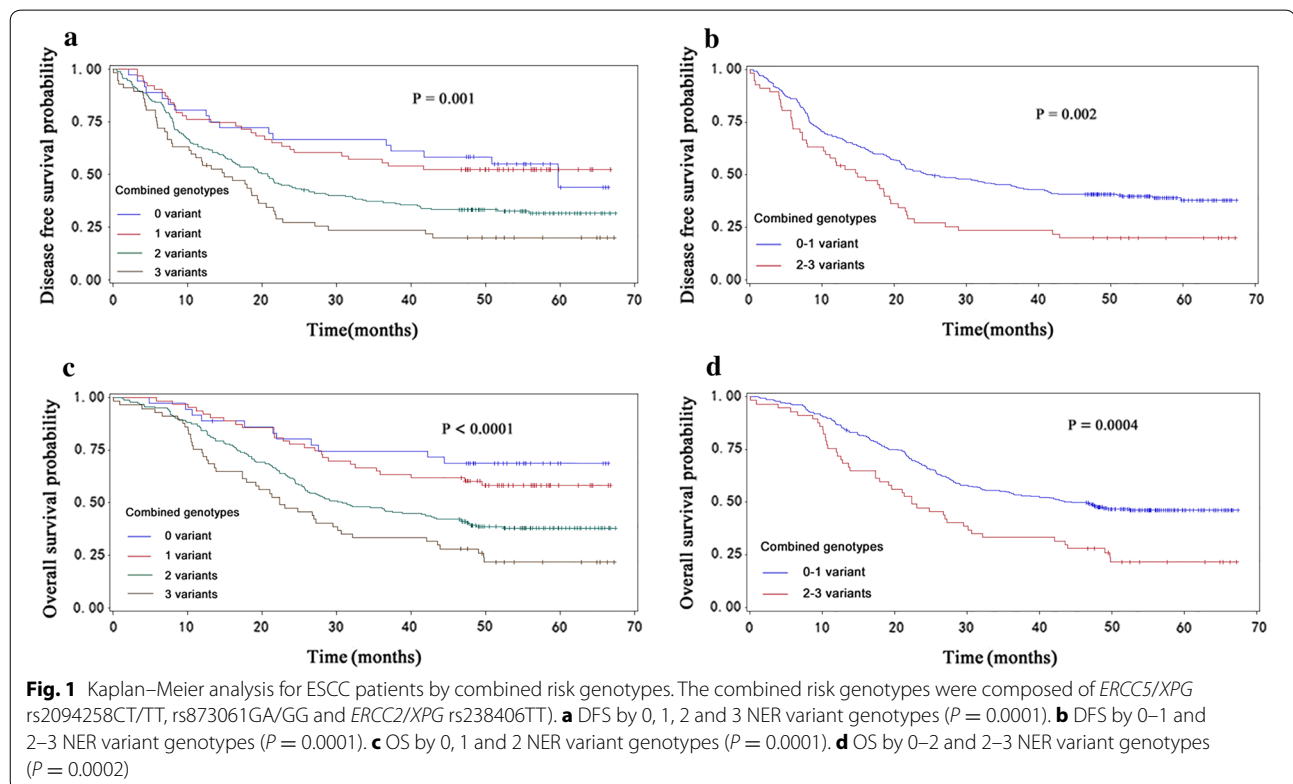 a
Disease free survival probability
1.00
0.75
0.50
0.25
0.00
P = 0.001
Combined genotypes
0 variant
1 variant
2 variants
3 variants
0 10 20 30 40 50 60 70
Time(months)
b
Disease free survival probability
1.00
0.75
0.50
0.25
0.00
P = 0.002
Combined genotypes
0-1 variant
2-3 variants
0 10 20 30 40 50 60 70
Time(months)
c
Overall survival probability
1.00
0.75
0.50
0.25
0.00
P < 0.0001
Combined genotypes
0 variant
1 variant
2 variants
3 variants
0 10 20 30 40 50 60 70
Time (months)
d
Overall survival probability
1.00
0.75
0.50
0.25
0.00
P = 0.0004
Combined genotypes
0-1 variant
2-3 variants
0 10 20 30 40 50 60 70
Time (months)
Fig. 1 Kaplan–Meier analysis for ESCC patients by combined risk genotypes. The combined risk genotypes were composed of ERCC5/XPG
rs2094258CT/TT, rs873061GA/GG and ERCC2/XPG rs238406TT). a DFS by 0, 1, 2 and 3 NER variant genotypes (P = 0.0001). b DFS by 0–1 and
2–3 NER variant genotypes (P = 0.0001). c OS by 0, 1 and 2 NER variant genotypes (P = 0.0001). d OS by 0–2 and 2–3 NER variant genotypes
(P = 0.0002)